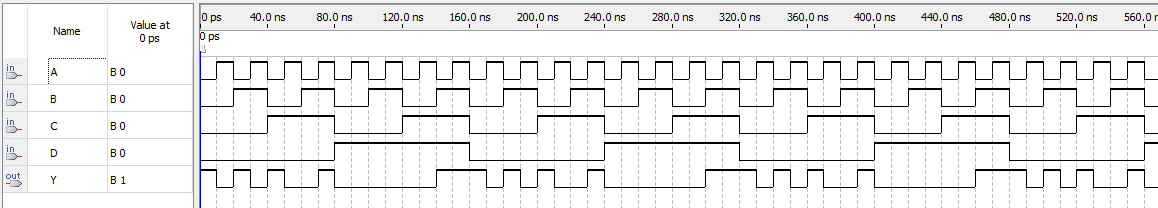 Name Value at 0 ps
0 ps 40.0 ns 80.0 ns 120.0 ns 160.0 ns 200.0 ns 240.0 ns 280.0 ns 320.0 ns 360.0 ns 400.0 ns 440.0 ns 480.0 ns 520.0 ns 560.0
0 ps
in A B 0
in B B 0
in C B 0
in D B 0
out Y B 1